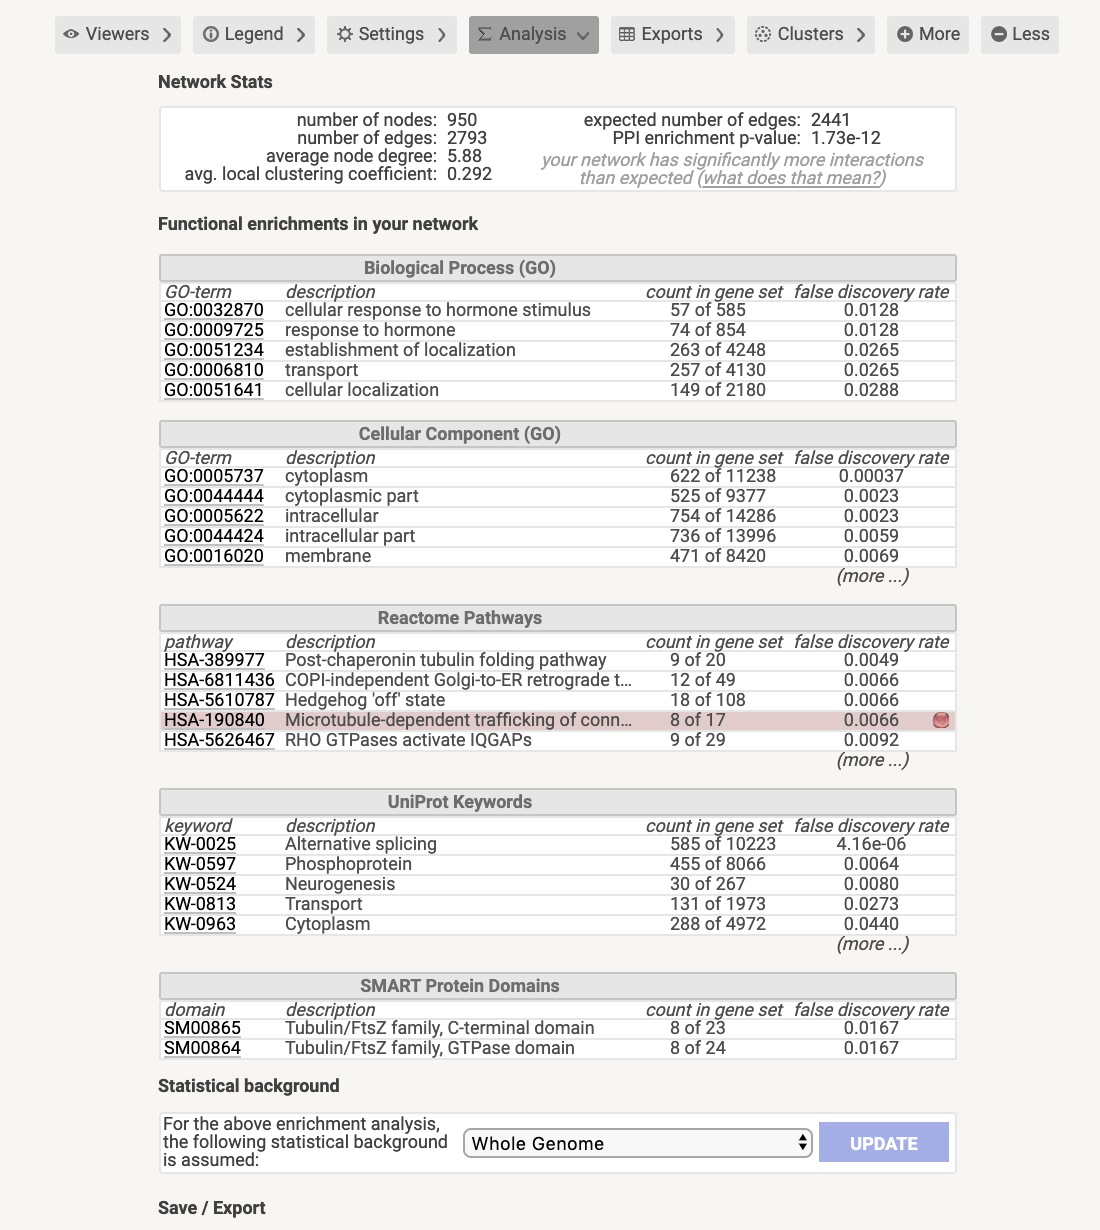 Viewers Legend Settings Analysis Exports Clusters More Less
Network Stats
number of nodes: 950
number of edges: 2793
average node degree: 5.88
avg. local clustering coefficient: 0.292
expected number of edges: 2441
PPI enrichment p-value: 1.73e-12
your network has significantly more interactions
than expected (what does that mean?)
Functional enrichments in your network
Biological Process (GO)
GO-term description count in gene set false discovery rate
GO:0032870 cellular response to hormone stimulus 57 of 585 0.0128
GO:0009725 response to hormone 74 of 854 0.0128
GO:0051234 establishment of localization 263 of 4248 0.0265
GO:0006810 transport 257 of 4130 0.0265
GO:0051641 cellular localization 149 of 2180 0.0288
Cellular Component (GO)
GO-term description count in gene set false discovery rate
GO:0005737 cytoplasm 622 of 11238 0.00037
GO:0044444 cytoplasmic part 525 of 9377 0.0023
GO:0005622 intracellular 754 of 14286 0.0023
GO:0044424 intracellular part 736 of 13996 0.0059
GO:0016020 membrane 471 of 8420 0.0069
(more ...)
Reactome Pathways
pathway description count in gene set false discovery rate
HSA-389977 Post-chaperonin tubulin folding pathway 9 of 20 0.0049
HSA-6811436 COPI-independent Golgi-to-ER retrograde t... 12 of 49 0.0066
HSA-5610787 Hedgehog 'off' state 18 of 108 0.0066
HSA-190840 Microtubule-dependent trafficking of conn... 8 of 17 0.0066
HSA-5626467 RHO GTPases activate IQGAPs 9 of 29 0.0092
(more ...)
UniProt Keywords
keyword description count in gene set false discovery rate
KW-0025 Alternative splicing 585 of 10223 4.16e-06
KW-0597 Phosphoprotein 455 of 8066 0.0064
KW-0524 Neurogenesis 30 of 267 0.0080
KW-0813 Transport 131 of 1973 0.0273
KW-0963 Cytoplasm 288 of 4972 0.0440
(more ...)
SMART Protein Domains
domain description count in gene set false discovery rate
SM00865 Tubulin/FtsZ family, C-terminal domain 8 of 23 0.0167
SM00864 Tubulin/FtsZ family, GTPase domain 8 of 24 0.0167
Statistical background
For the above enrichment analysis,
the following statistical background
is assumed:
Whole Genome
UPDATE
Save / Export